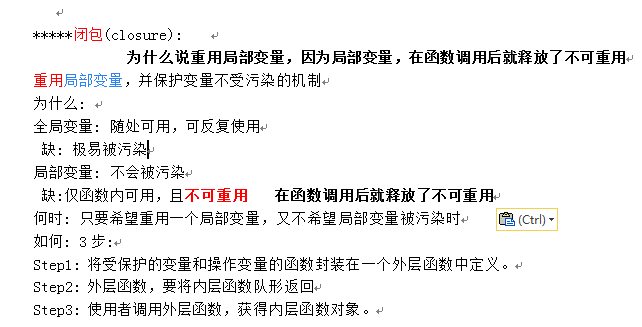 *****闭包(closure):
为什么说重用局部变量，因为局部变量，在函数调用后就释放了不可重用
重用局部变量，并保护变量不受污染的机制
为什么:
全局变量: 随处可用，可反复使用
缺: 极易被污染
局部变量: 不会被污染
缺:仅函数内可用，且不可重用 在函数调用后就释放了不可重用
何时: 只要希望重用一个局部变量，又不希望局部变量被污染时 (Ctrl)
如何: 3步:
Step1: 将受保护的变量和操作变量的函数封装在一个外层函数中定义。
Step2: 外层函数，要将内层函数队形返回
Step3: 使用者调用外层函数，获得内层函数对象。